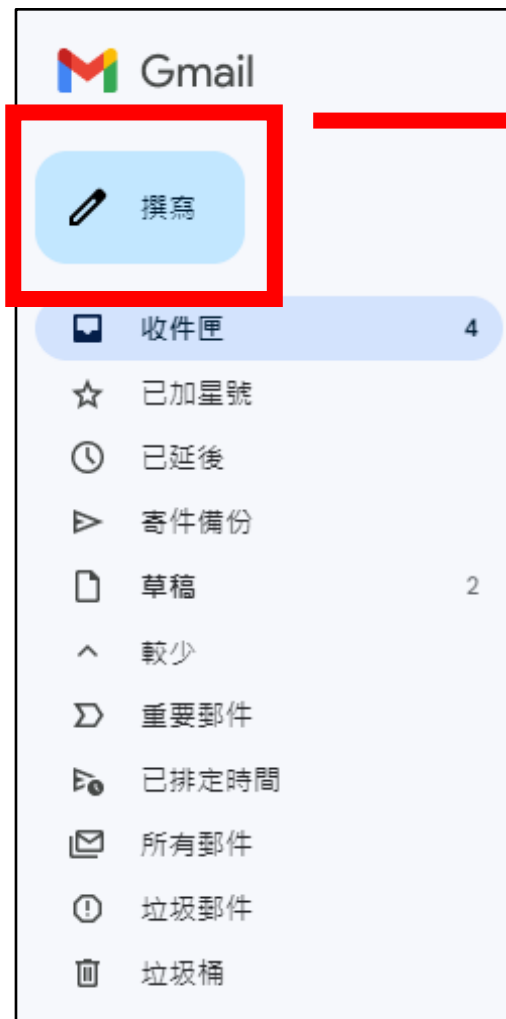 Gmail
撰寫
收件匣 4
已加星號
已延後
寄件備份
草稿 2
較少
重要郵件
已排定時間
所有郵件
垃圾郵件
垃圾桶